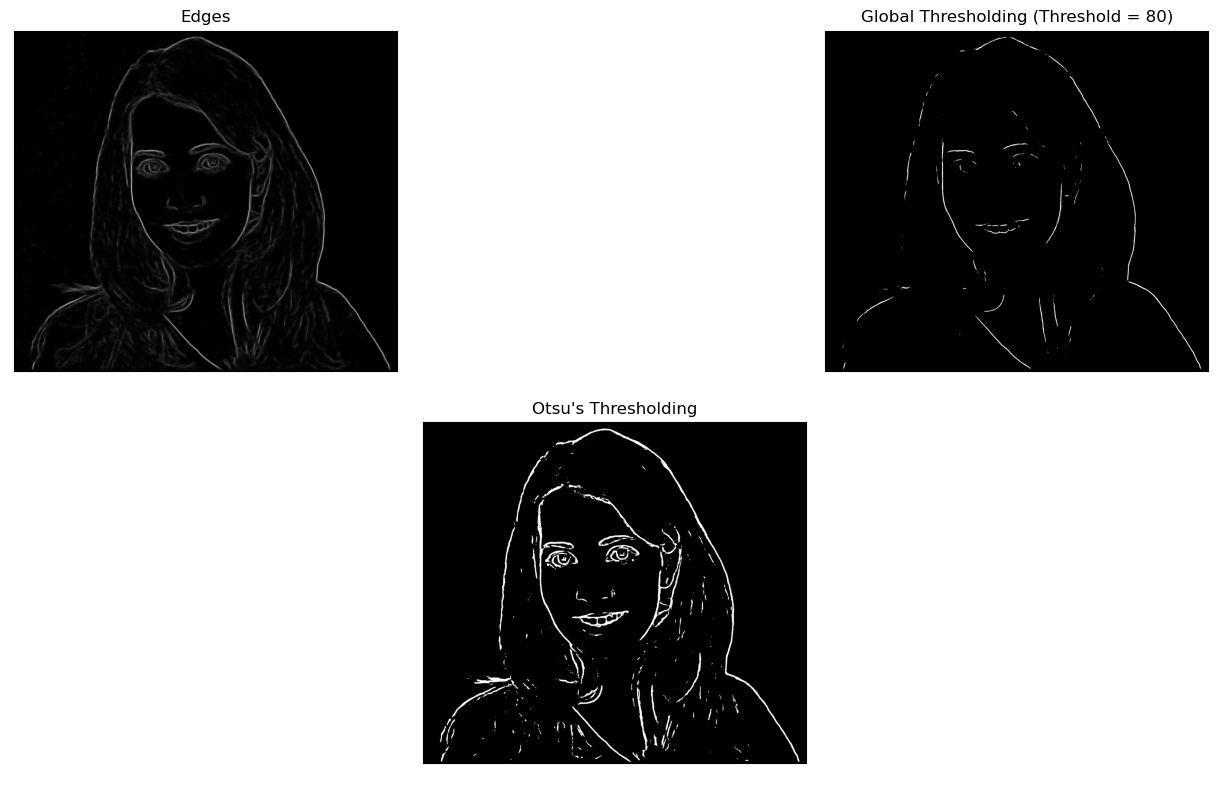 Edges
Global Thresholding (Threshold = 80)
Otsu's Thresholding